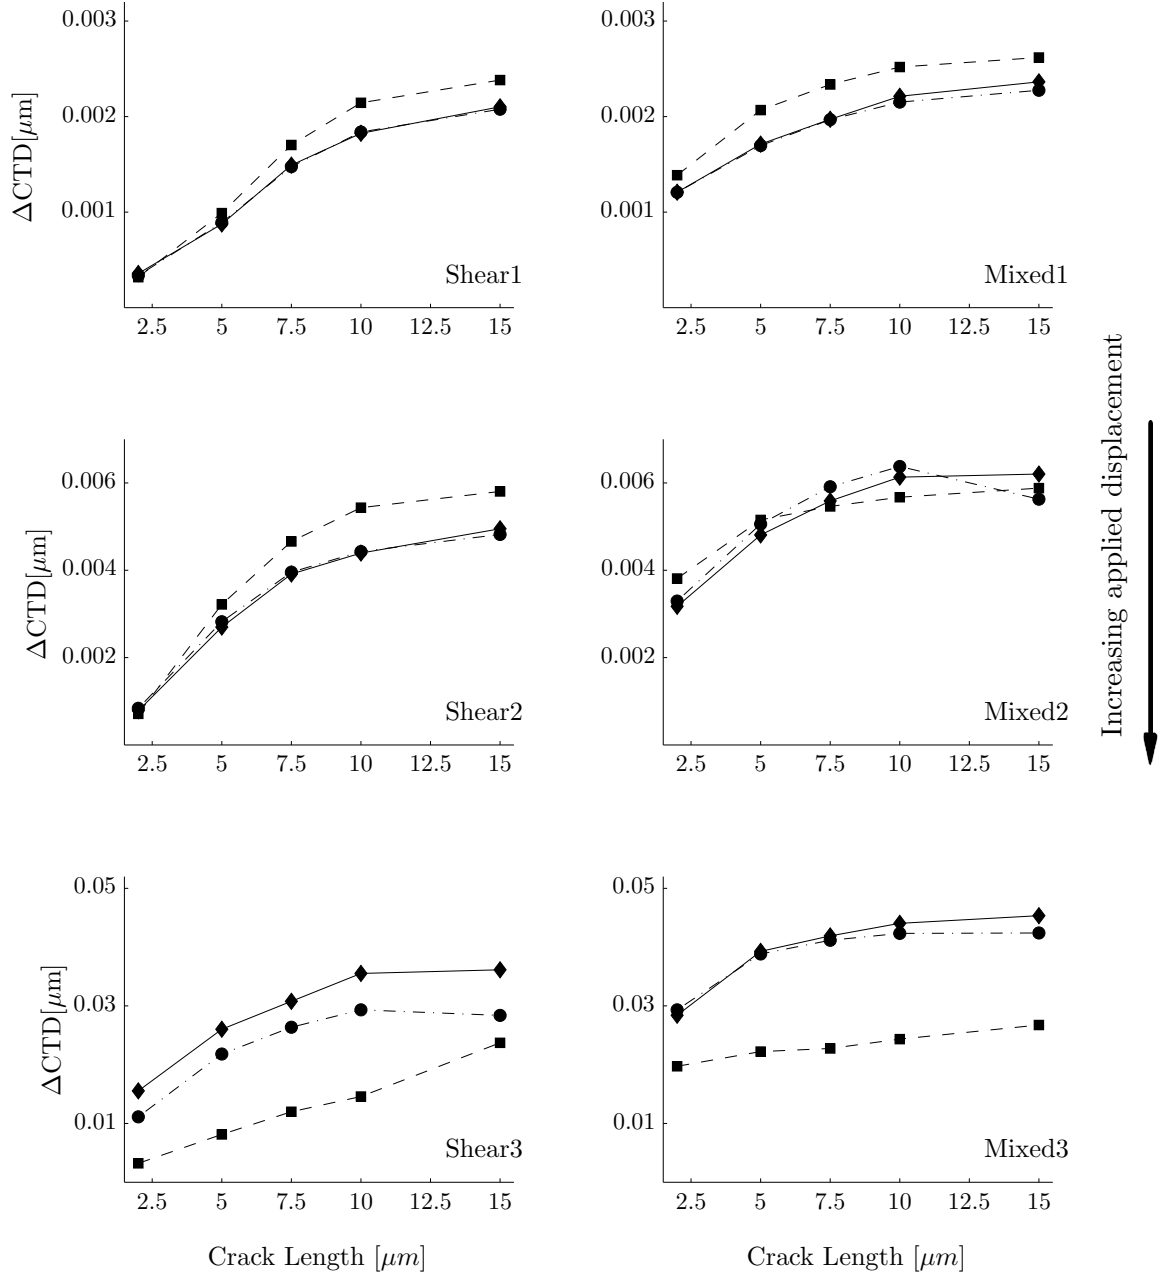 0.003
0.002
0.001
ΔCTD[μm]
Shear1
2.5 5 7.5 10 12.5 15
0.003
0.002
0.001
Mixed1
2.5 5 7.5 10 12.5 15
0.006
0.004
0.002
ΔCTD[μm]
Shear2
2.5 5 7.5 10 12.5 15
0.006
0.004
0.002
Mixed2
2.5 5 7.5 10 12.5 15
Increasing applied displacement
0.05
0.03
0.01
ΔCTD[μm]
Shear3
2.5 5 7.5 10 12.5 15
Crack Length [μm]
0.05
0.03
0.01
Mixed3
2.5 5 7.5 10 12.5 15
Crack Length [μm]